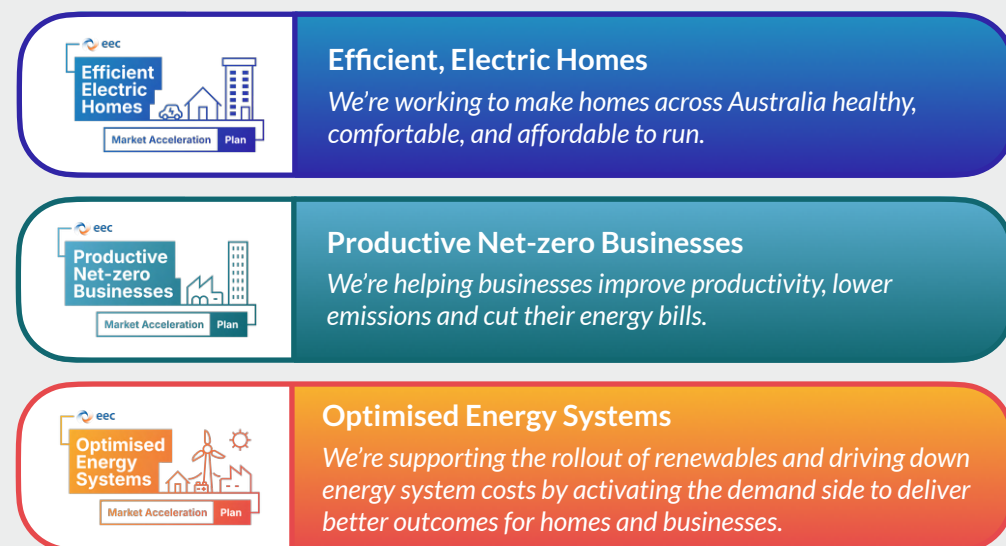 eec
Efficient
Electric
Homes
Market Acceleration Plan
Efficient, Electric Homes
We’re working to make homes across Australia healthy,
comfortable, and affordable to run.
eec
Productive
Net-zero
Businesses
Market Acceleration Plan
Productive Net-zero Businesses
We’re helping businesses improve productivity, lower
emissions and cut their energy bills.
eec
Optimised
Energy
Systems
Market Acceleration Plan
Optimised Energy Systems
We’re supporting the rollout of renewables and driving down
energy system costs by activating the demand side to deliver
better outcomes for homes and businesses.